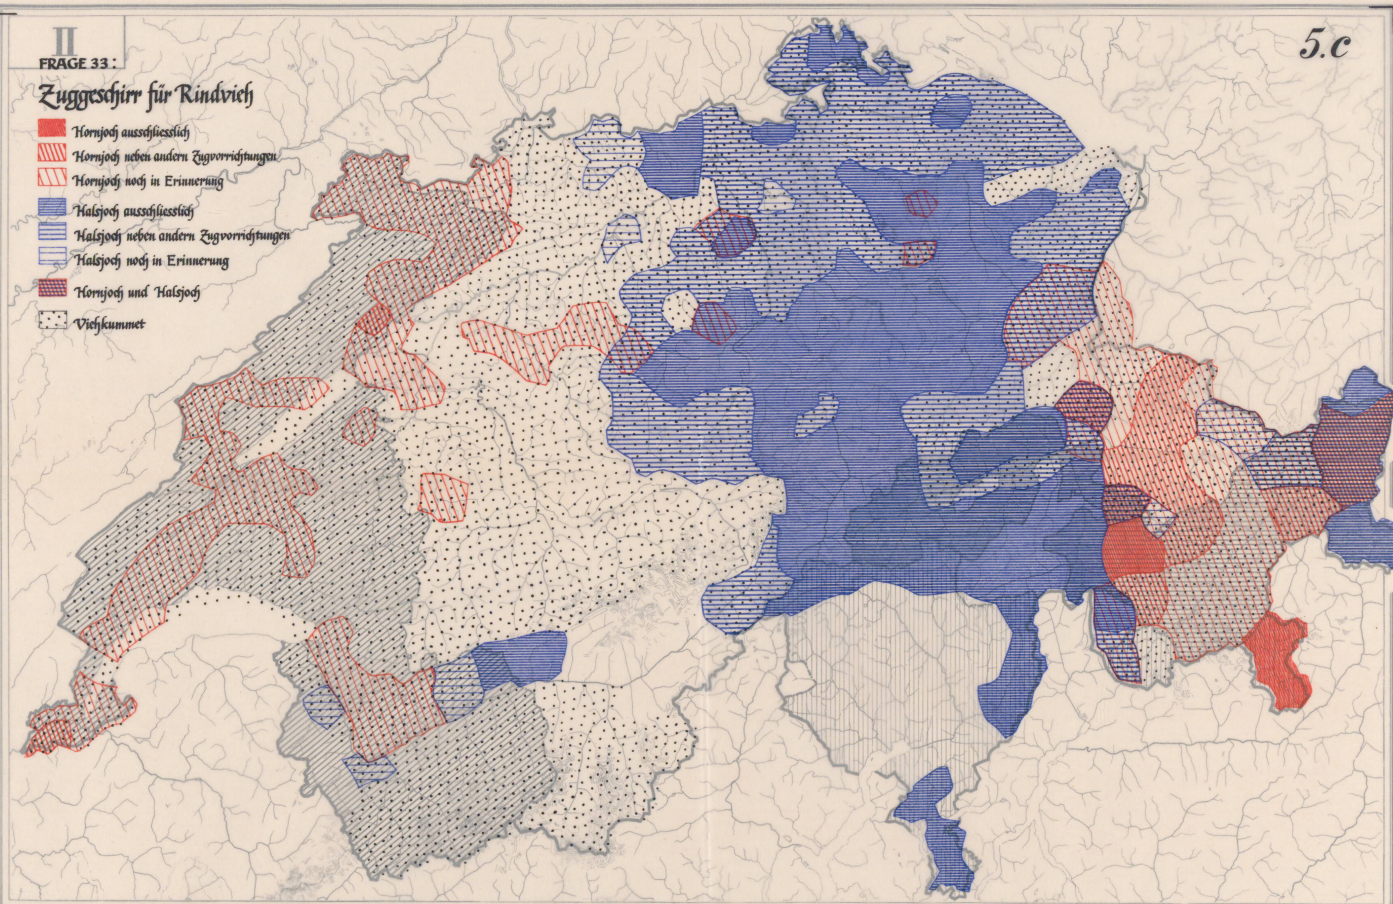 II
5.c
FRAGE 33:
Zuggeschirr für Rindvieh
Hornjoch ausschliesslich
Hornjoch neben andern Zugvorrichtungen
Hornjoch noch in Erinnerung
Halsjoch ausschliesslich
Halsjoch neben andern Zugvorrichtungen
Halsjoch noch in Erinnerung
Hornjoch und Halsjoch
Viehkummet